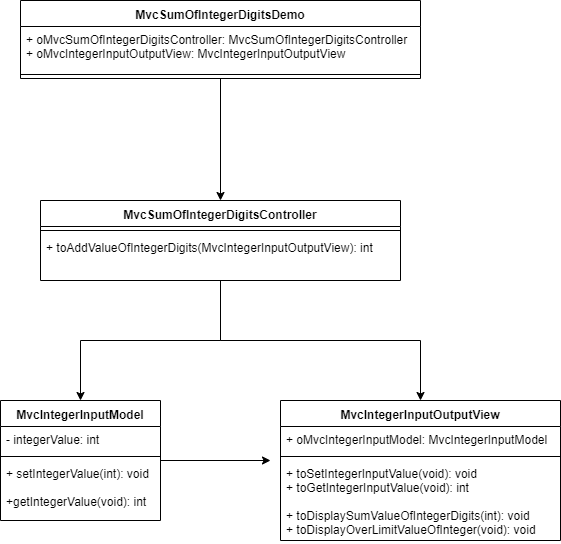 MvcSumOfIntegerDigitsDemo
+ oMvcSumOfIntegerDigitsController: MvcSumOfIntegerDigitsController
+ oMvcIntegerInputOutputView: MvcIntegerInputOutputView
MvcSumOfIntegerDigitsController
+ toAddValueOfIntegerDigits(MvcIntegerInputOutputView): int
MvcIntegerInputModel
- integerValue: int
+ setIntegerValue(int): void
+getIntegerValue(void): int
MvcIntegerInputOutputView
+ oMvcIntegerInputModel: MvcIntegerInputModel
+ toSetIntegerInputValue(void): void
+ toGetIntegerInputValue(void): int
+ toDisplaySumValueOfIntegerDigits(int): void
+ toDisplayOverLimitValueOfInteger(void): void